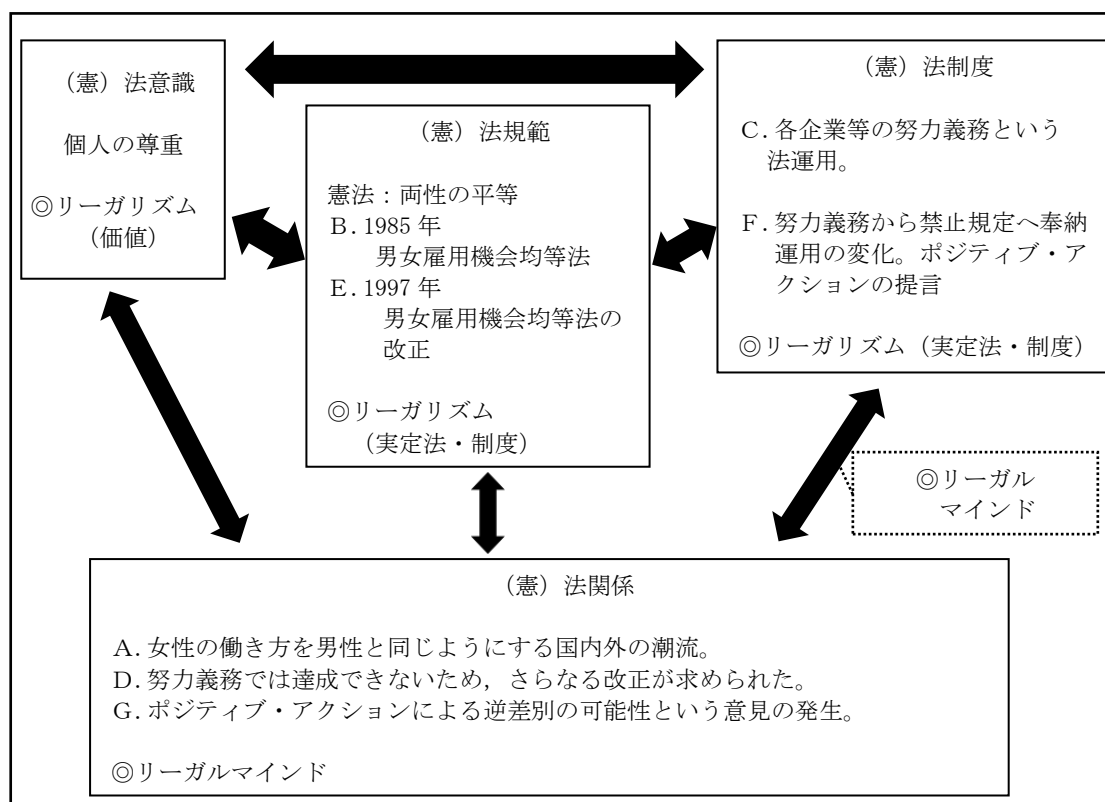 （憲）法意識
個人の尊重
◎リーガリズム
（価値）
（憲）法規範
憲法：両性の平等
Ｂ．1985 年
男女雇用機会均等法
Ｅ．1997 年
男女雇用機会均等法の
改正
◎リーガリズム
（実定法・制度）
（憲）法制度
Ｃ．各企業等の努力義務という
法運用。
Ｆ．努力義務から禁止規定へ奉納
運用の変化。ポジティブ・ア
クションの提言
◎リーガリズム（実定法・制度）
◎リーガル
マインド
（憲）法関係
Ａ．女性の働き方を男性と同じようにする国内外の潮流。
Ｄ．努力義務では達成できないため，さらなる改正が求められた。
Ｇ．ポジティブ・アクションによる逆差別の可能性という意見の発生。
◎リーガルマインド